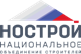 НОСТРОЙ
НАЦИОНАЛЬНОЕ
ОБЪЕДИНЕНИЕ СТРОИТЕЛЕЙ